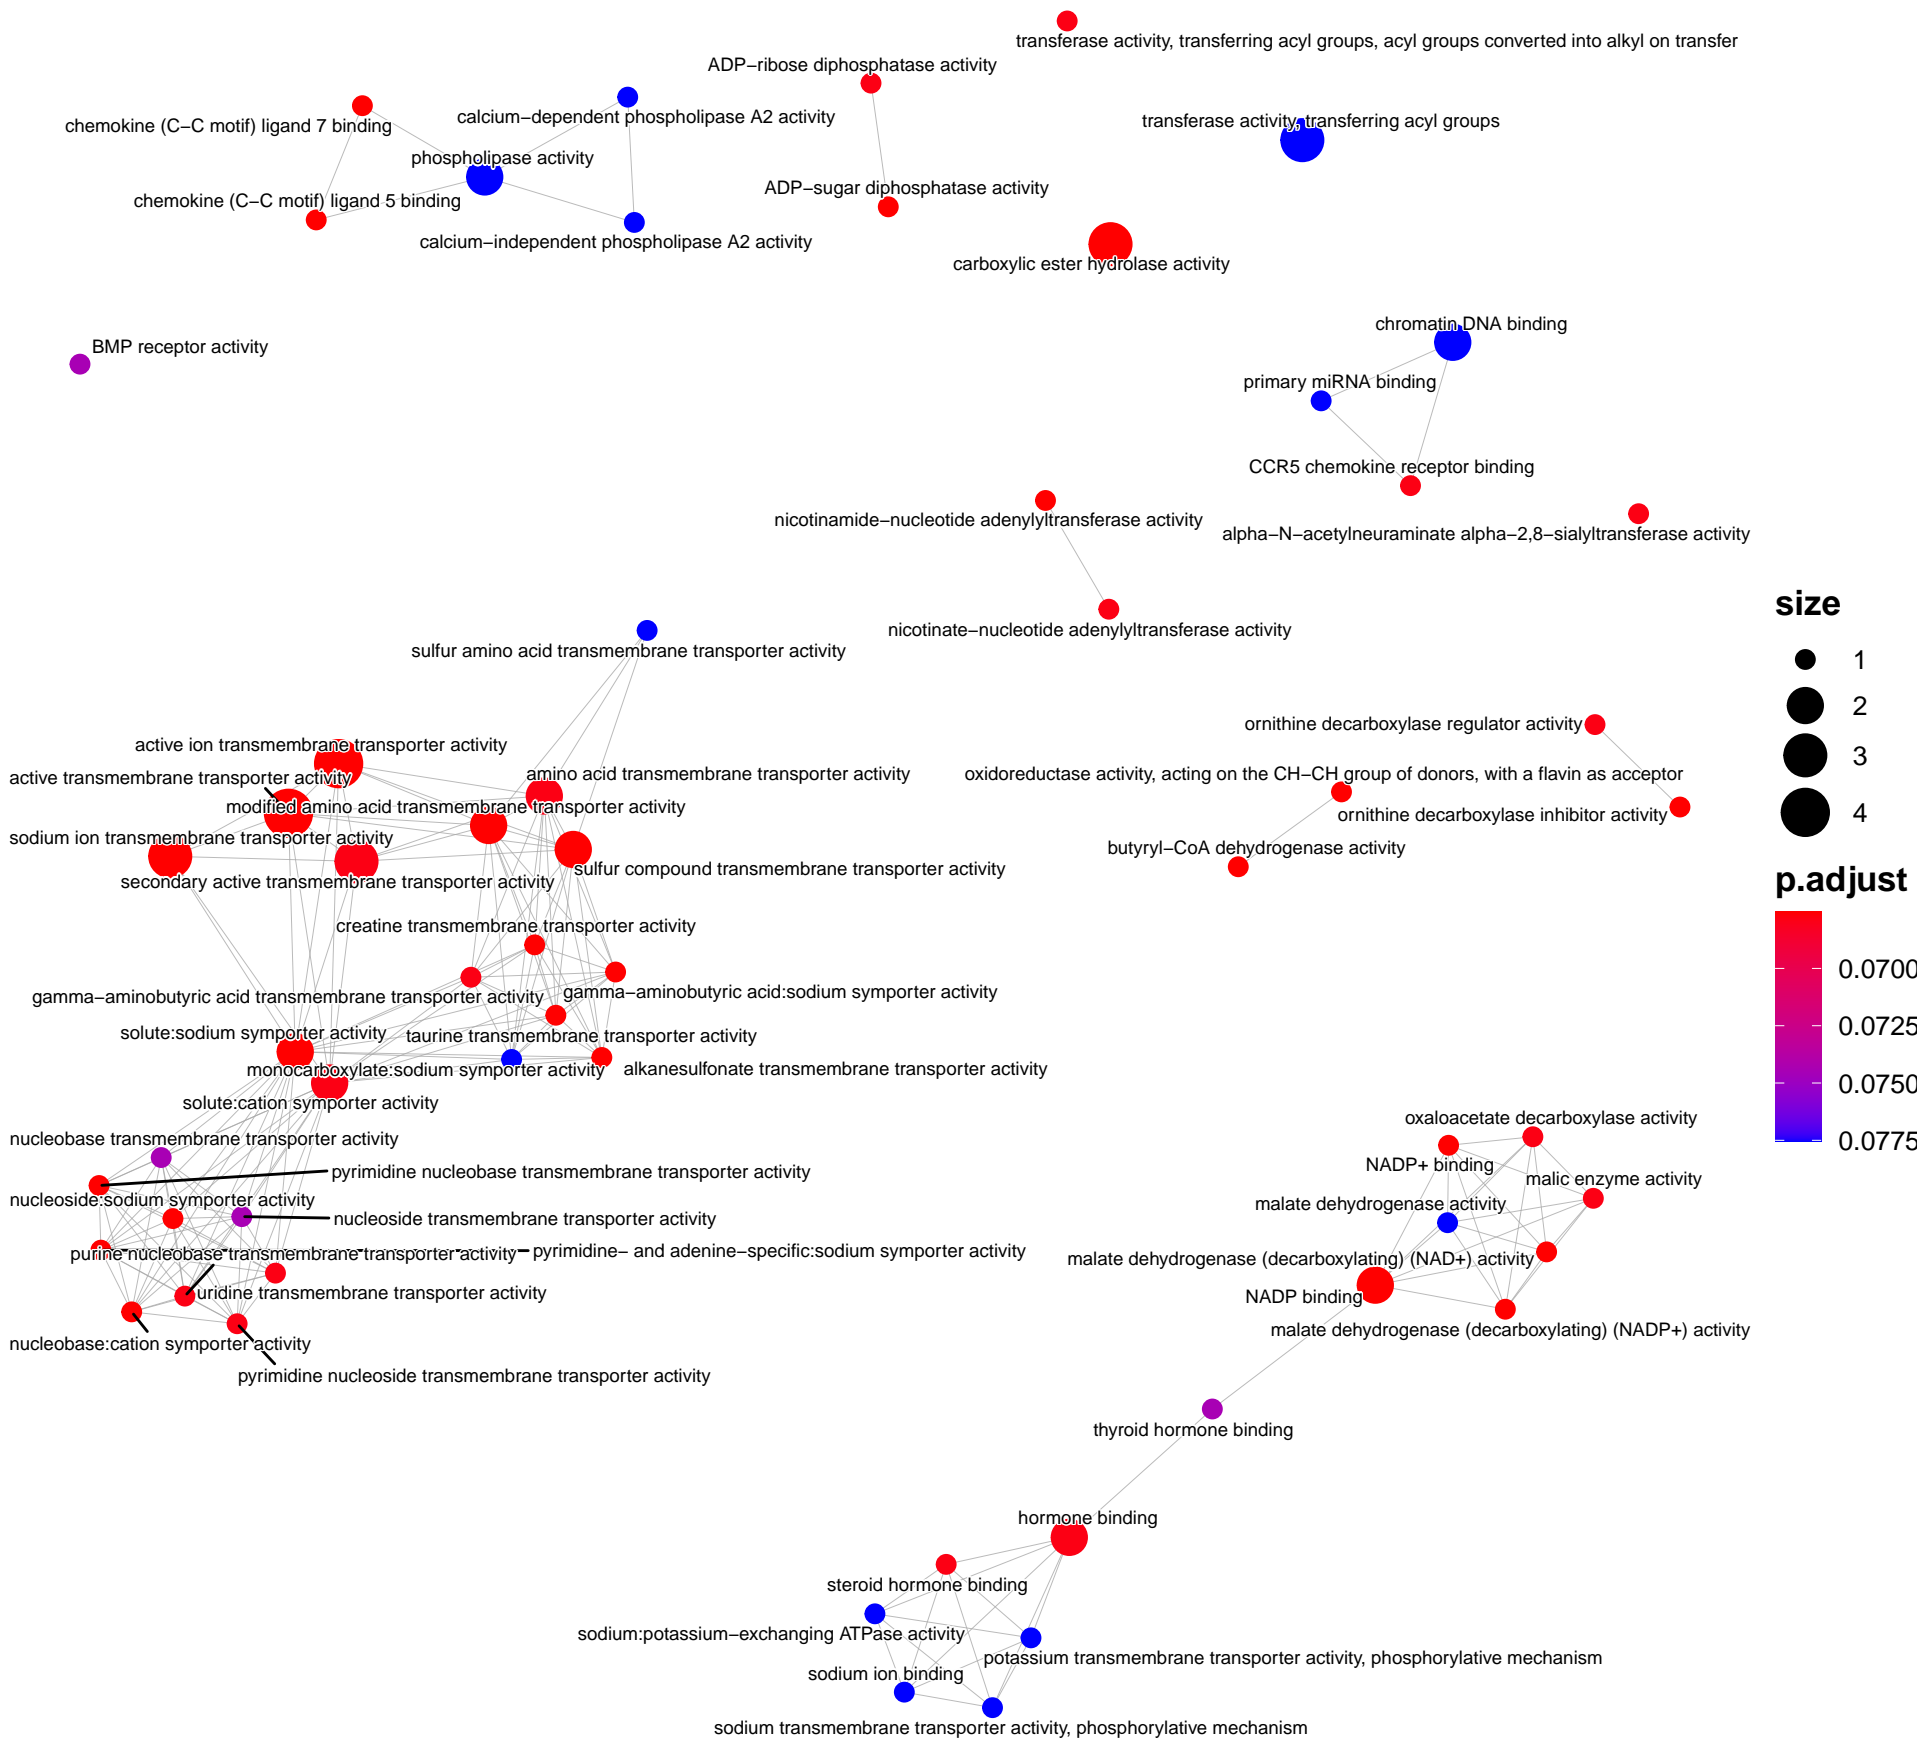 transferase activity, transferring acyl groups, acyl groups converted into alkyl on transfer
ADP−ribose diphosphatase activity
calcium−dependent phospholipase A2 activity
chemokine (C−C motif) ligand 7 binding
transferase activity, transferring acyl groups
phospholipase activity
ADP−sugar diphosphatase activity
chemokine (C−C motif) ligand 5 binding
calcium−independent phospholipase A2 activity
carboxylic ester hydrolase activity
chromatin DNA binding
BMP receptor activity
primary miRNA binding
CCR5 chemokine receptor binding
nicotinamide−nucleotide adenylyltransferase activity
alpha−N−acetylneuraminate alpha−2,8−sialyltransferase activity
nicotinate−nucleotide adenylyltransferase activity
sulfur amino acid transmembrane transporter activity
ornithine decarboxylase regulator activity
active ion transmembrane transporter activity
amino acid transmembrane transporter activity
oxidoreductase activity, acting on the CH−CH group of donors, with a flavin as acceptor
active transmembrane transporter activity
modified amino acid transmembrane transporter activity
ornithine decarboxylase inhibitor activity
sodium ion transmembrane transporter activity
butyryl−CoA dehydrogenase activity
sulfur compound transmembrane transporter activity
secondary active transmembrane transporter activity
creatine transmembrane transporter activity
gamma−aminobutyric acid transmembrane transporter activity
gamma−aminobutyric acid:sodium symporter activity
solute:sodium symporter activity
taurine transmembrane transporter activity
monocarboxylate:sodium symporter activity
alkanesulfonate transmembrane transporter activity
solute:cation symporter activity
nucleobase transmembrane transporter activity
pyrimidine nucleobase transmembrane transporter activity
nucleoside:sodium symporter activity
nucleoside transmembrane transporter activity
purine nucleobase transmembrane transporter activity
pyrimidine− and adenine−specific:sodium symporter activity
uridine transmembrane transporter activity
nucleobase:cation symporter activity
pyrimidine nucleoside transmembrane transporter activity
oxaloacetate decarboxylase activity
NADP+ binding
malic enzyme activity
malate dehydrogenase activity
malate dehydrogenase (decarboxylating) (NAD+) activity
NADP binding
malate dehydrogenase (decarboxylating) (NADP+) activity
thyroid hormone binding
hormone binding
steroid hormone binding
sodium:potassium−exchanging ATPase activity
potassium transmembrane transporter activity, phosphorylative mechanism
sodium ion binding
sodium transmembrane transporter activity, phosphorylative mechanism
size
1
2
3
4
p.adjust
0.0700
0.0725
0.0750
0.0775